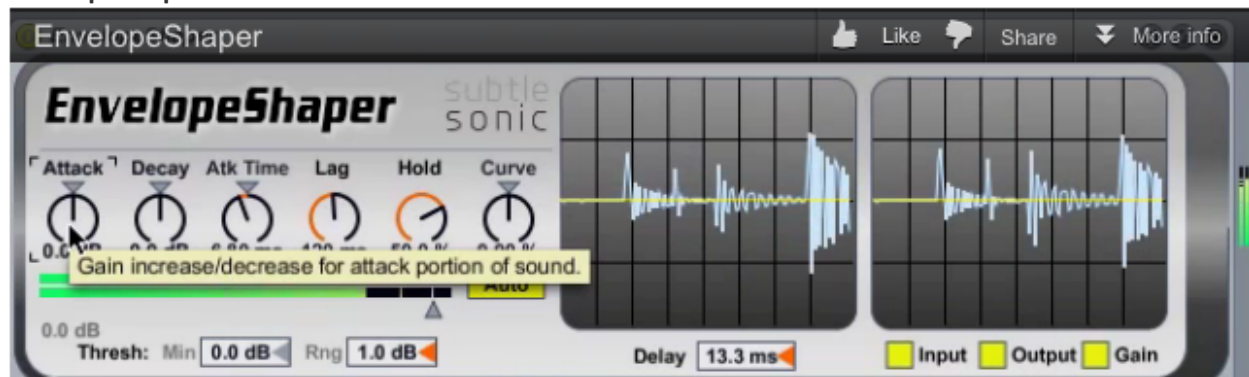 EnvelopeShaper Like Share More info
EnvelopeShaper subtle sonic
Attack Decay Atk Time Lag Hold Curve
Gain increase/decrease for attack portion of sound.
Auto
0.0 dB
Thresh: Min 0.0 dB Rng 1.0 dB Delay 13.3 ms Input Output Gain